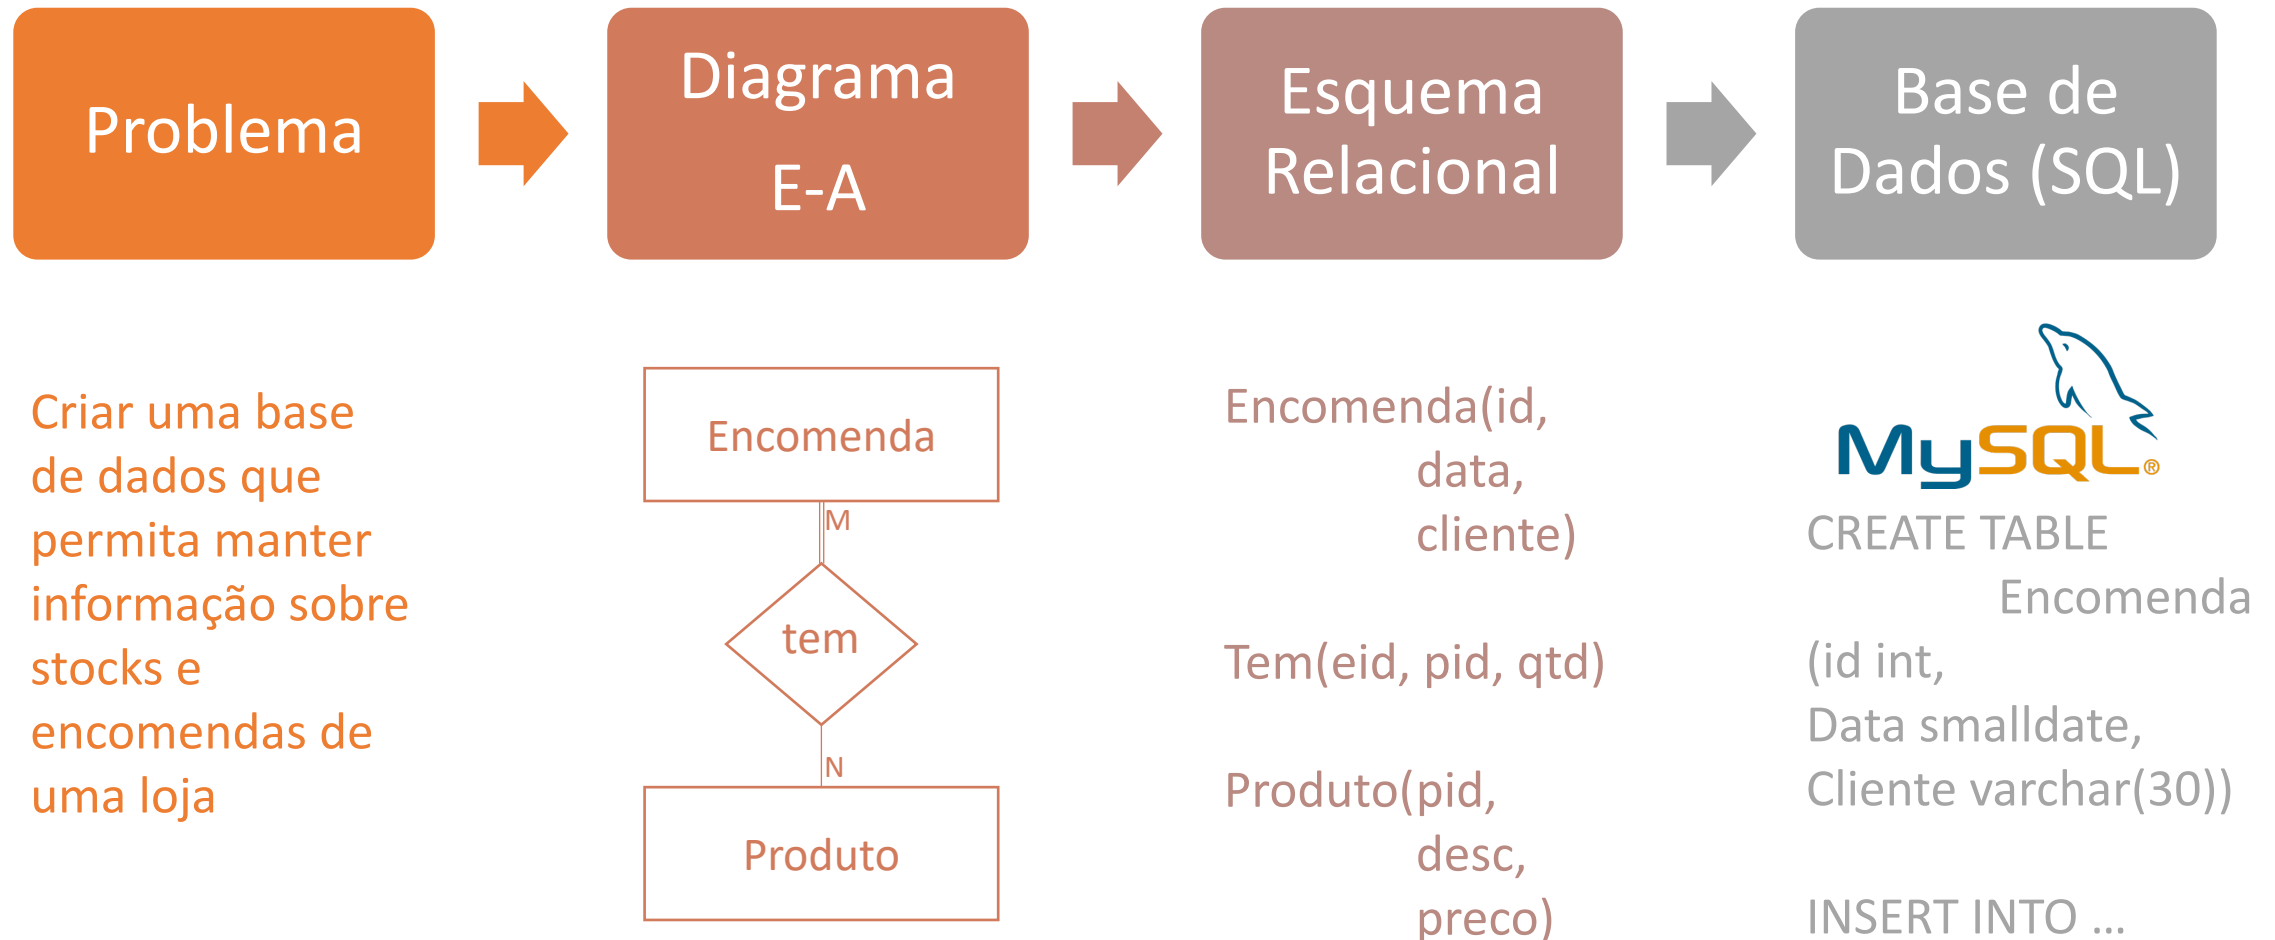 Problema
Diagrama
E-A
Esquema
Relacional
Base de
Dados (SQL)
Criar uma base
de dados que
permita manter
informação sobre
stocks e
encomendas de
uma loja
Encomenda
M
tem
N
Produto
Encomenda(id,
data,
cliente)
Tem(eid, pid, qtd)
Produto(pid,
desc,
preco)
MySQL®
CREATE TABLE
Encomenda
(id int,
Data smalldate,
Cliente varchar(30))
INSERT INTO ...